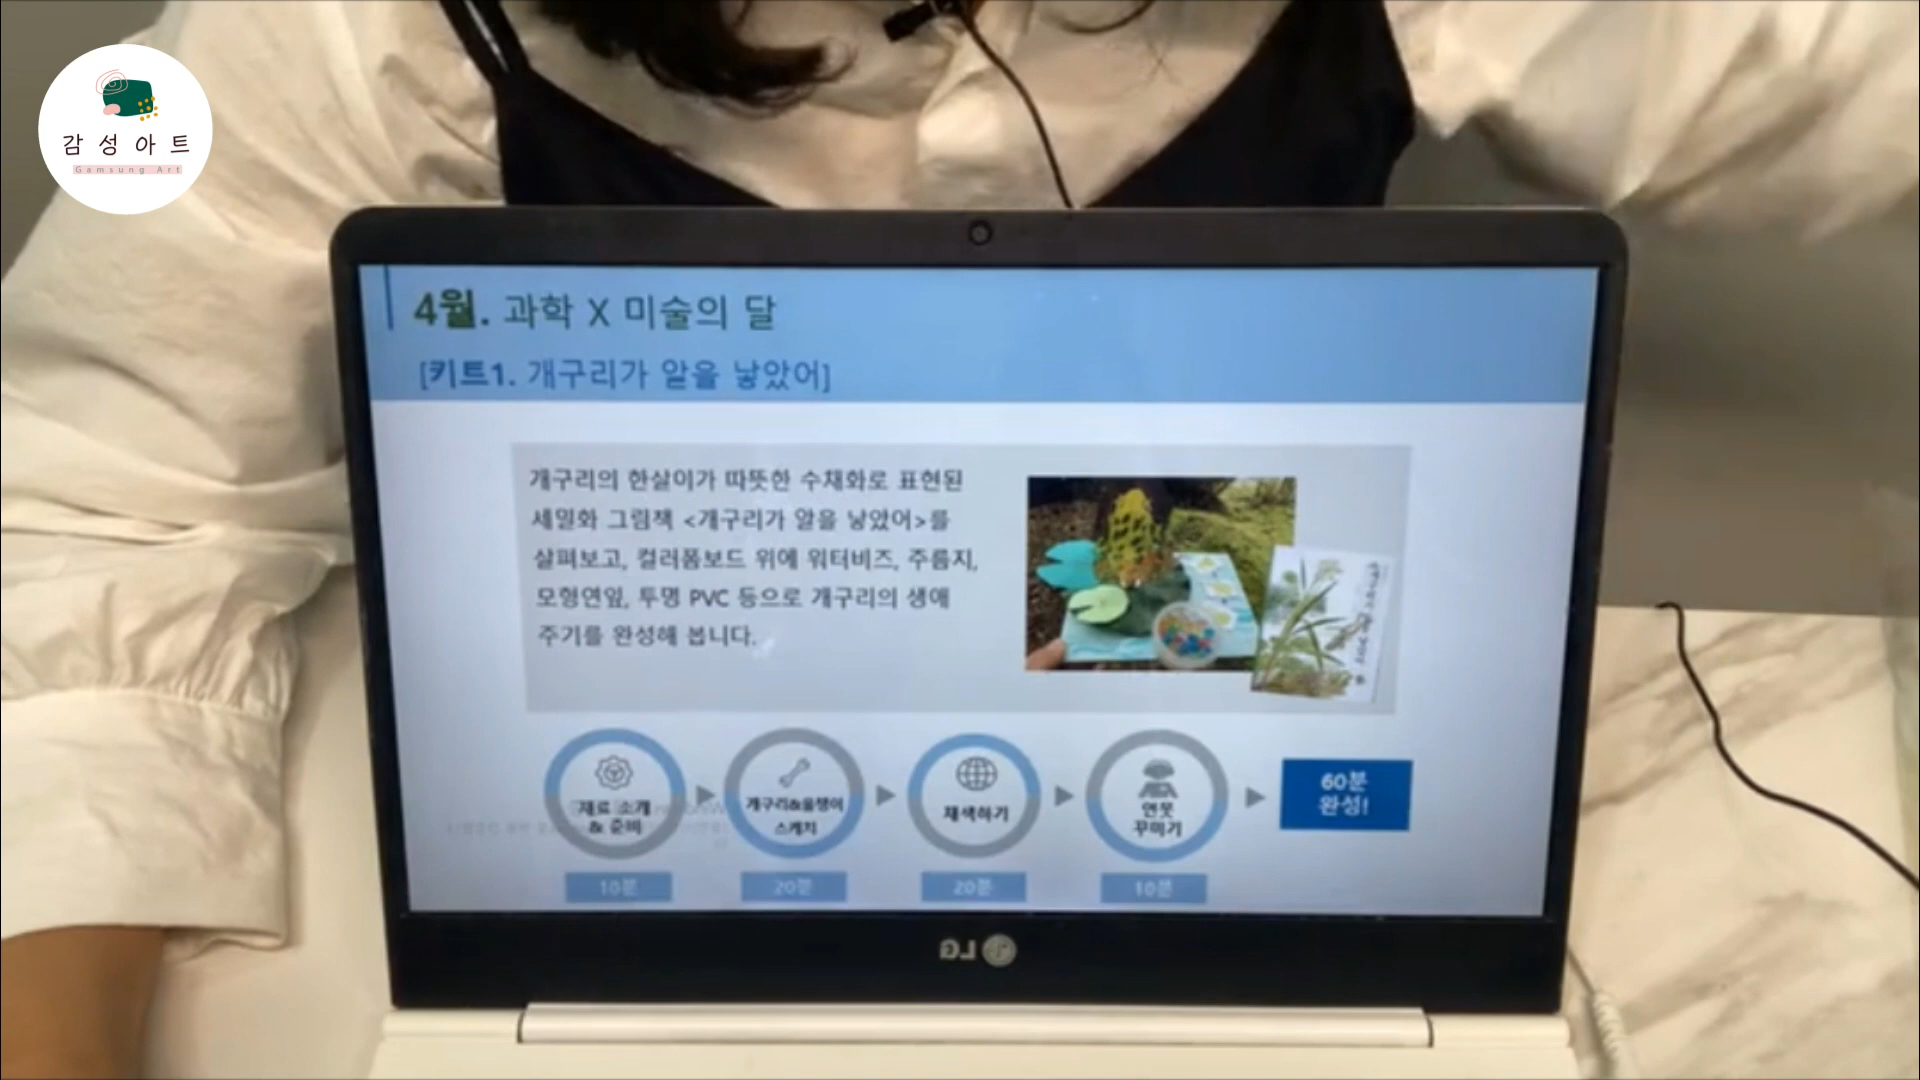 감성아트
Gamsung Art
4월. 과학 X 미술의 달
[키트1. 개구리가 알을 낳았어]
개구리의 한살이가 따뜻한 수채화로 표현된
세밀화 그림책 <개구리가 알을 낳았어>를
살펴보고, 컬러폼보드 위에 워터비즈, 주름지,
모형연잎, 투명 PVC 등으로 개구리의 생애
주기를 완성해 봅니다.
재료 소개
& 준비
개구리&올챙이
스케치
채색하기
연못
꾸미기
60분
완성!
10분
20분
20분
10분
LG